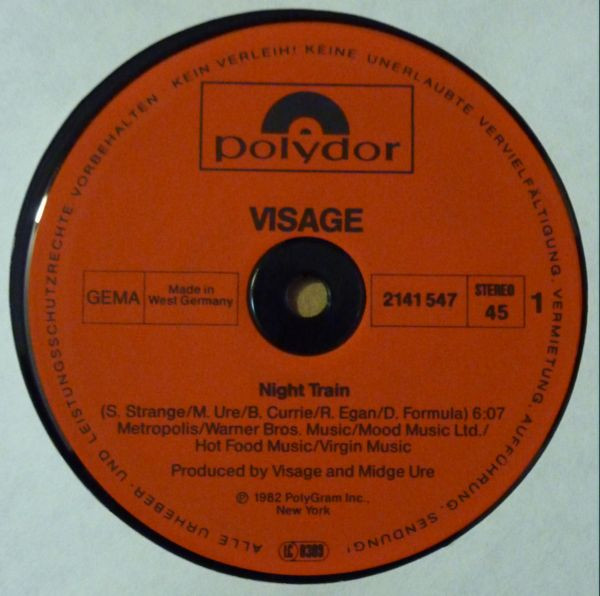 ALLE URHEBER- UND LEISTUNGSSCHUTZRECHTE VORBEHALTEN  KEIN VERLEIH! KEINE UNERLAUBTE VERVIELFÄLTIGUNG, VERMIETUNG, AUFFÜHRUNG, SENDUNG!
polydor
VISAGE
GEMA
Made in
West Germany
2141 547
STEREO
45
1
Night Train
(S. Strange/M. Ure/B. Currie/R. Egan/D. Formula) 6:07
Metropolis/Warner Bros. Music/Mood Music Ltd./
Hot Food Music/Virgin Music
Produced by Visage and Midge Ure
℗ 1982 PolyGram Inc.,
New York
LC 0309